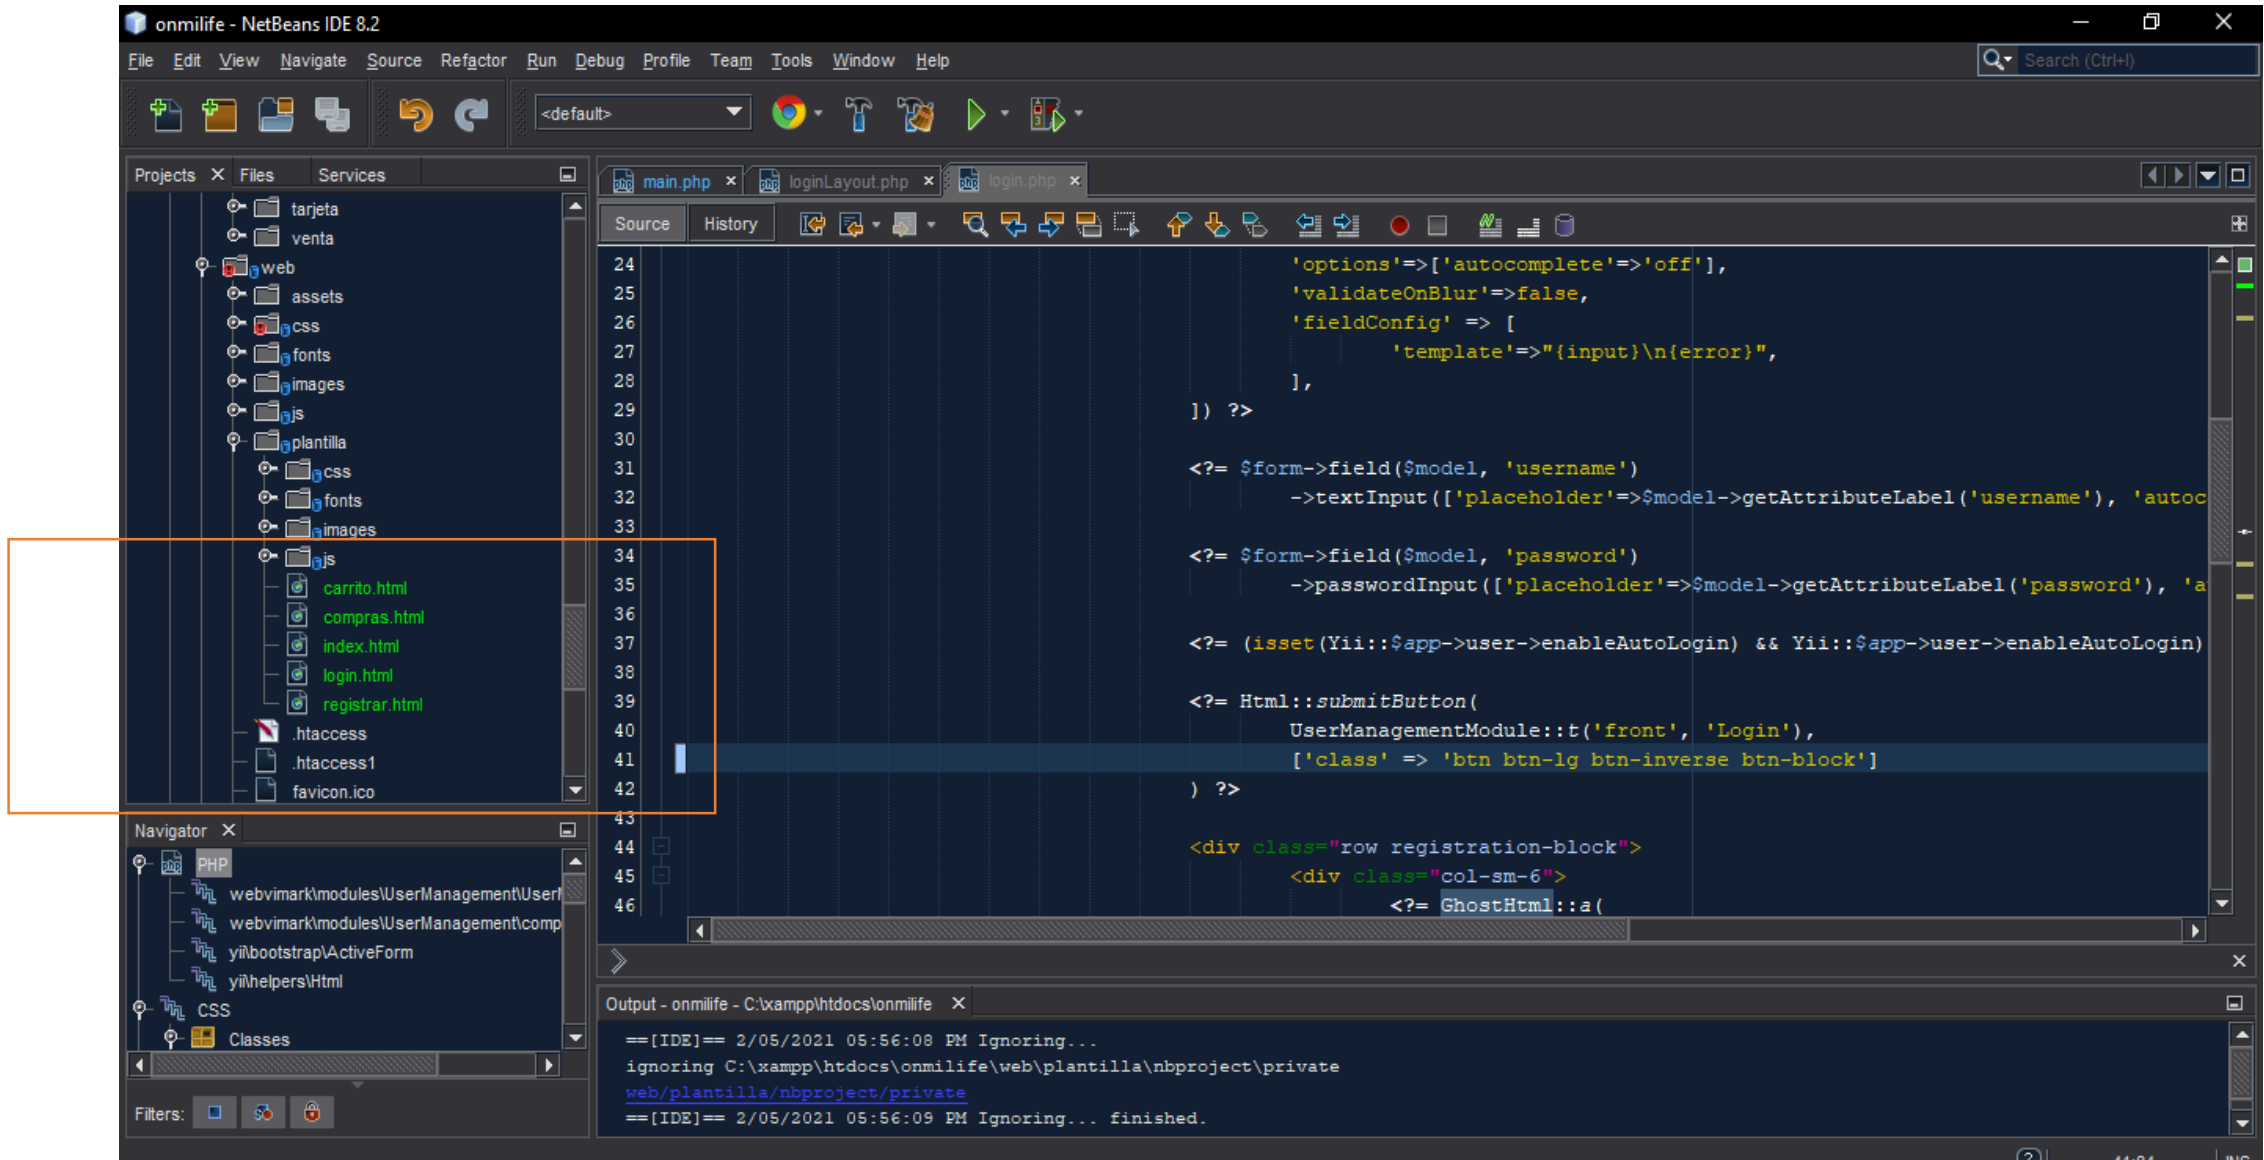 onmilife - NetBeans IDE 8.2
File Edit View Navigate Source Refactor Run Debug Profile Team Tools Window Help
Search (Ctrl+I)
<default>
Projects Files Services
tarjeta
venta
web
assets
css
fonts
images
js
plantilla
css
fonts
images
js
carrito.html
compras.html
index.html
login.html
registrar.html
.htaccess
.htaccess1
favicon.ico
Navigator
PHP
webvimark\modules\UserManagement\User
webvimark\modules\UserManagement\comp
yii\bootstrap\ActiveForm
yii\helpers\Html
CSS
Classes
Filters:
main.php loginLayout.php login.php
Source History
24 'options'=>['autocomplete'=>'off'],
25 'validateOnBlur'=>false,
26 'fieldConfig' => [
27 'template'=>"{input}\n{error}",
28 ],
29 ]) ?>
30
31 <?= $form->field($model, 'username')
32 ->textInput(['placeholder'=>$model->getAttributeLabel('username'), 'autoc
33
34 <?= $form->field($model, 'password')
35 ->passwordInput(['placeholder'=>$model->getAttributeLabel('password'), 'a
36
37 <?= (isset(Yii::$app->user->enableAutoLogin) && Yii::$app->user->enableAutoLogin)
38
39 <?= Html::submitButton(
40 UserManagementModule::t('front', 'Login'),
41 ['class' => 'btn btn-lg btn-inverse btn-block']
42 ) ?>
43
44 <div class="row registration-block">
45 <div class="col-sm-6">
46 <?= GhostHtml::a(
Output - onmilife - C:\xampp\htdocs\onmilife
==[IDE]== 2/05/2021 05:56:08 PM Ignoring...
ignoring C:\xampp\htdocs\onmilife\web\plantilla\nbproject\private
web/plantilla/nbproject/private
==[IDE]== 2/05/2021 05:56:09 PM Ignoring... finished.